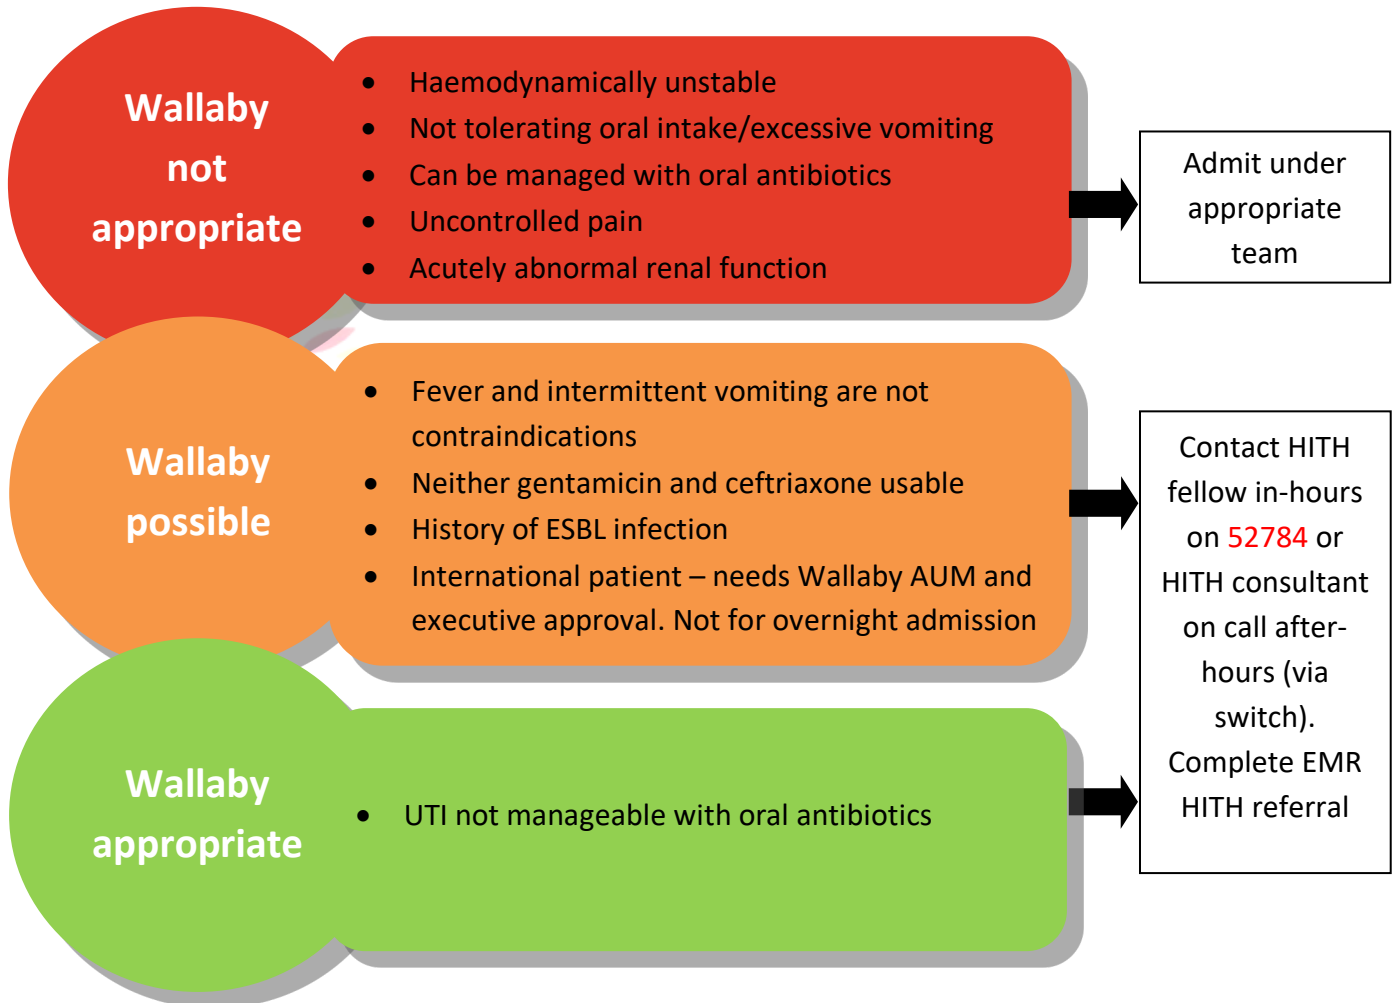 Wallaby
not
appropriate
• Haemodynamically unstable
• Not tolerating oral intake/excessive vomiting
• Can be managed with oral antibiotics
• Uncontrolled pain
• Acutely abnormal renal function
Admit under
appropriate
team
Wallaby
possible
• Fever and intermittent vomiting are not
contraindications
• Neither gentamicin and ceftriaxone usable
• History of ESBL infection
• International patient – needs Wallaby AUM and
executive approval. Not for overnight admission
Contact HITH
fellow in-hours
on 52784 or
HITH consultant
on call after-
hours (via
switch).
Complete EMR
HITH referral
Wallaby
appropriate
• UTI not manageable with oral antibiotics